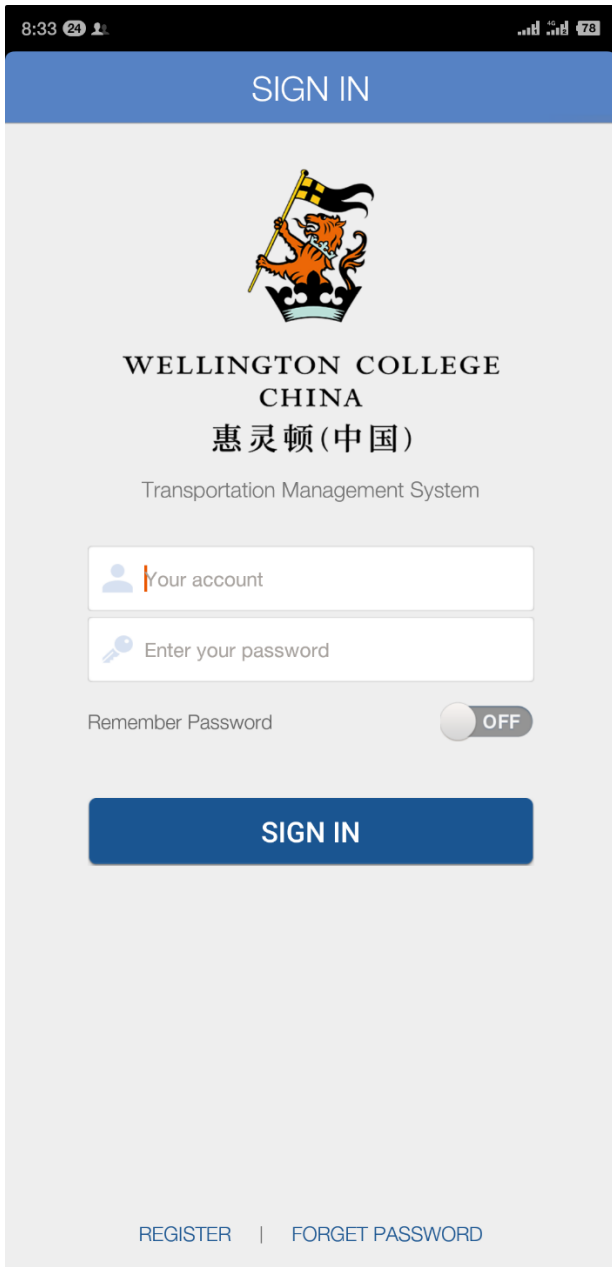 8:33 24
4G 78
SIGN IN
WELLINGTON COLLEGE
CHINA
惠灵顿(中国)
Transportation Management System
Your account
Enter your password
Remember Password OFF
SIGN IN
REGISTER | FORGET PASSWORD